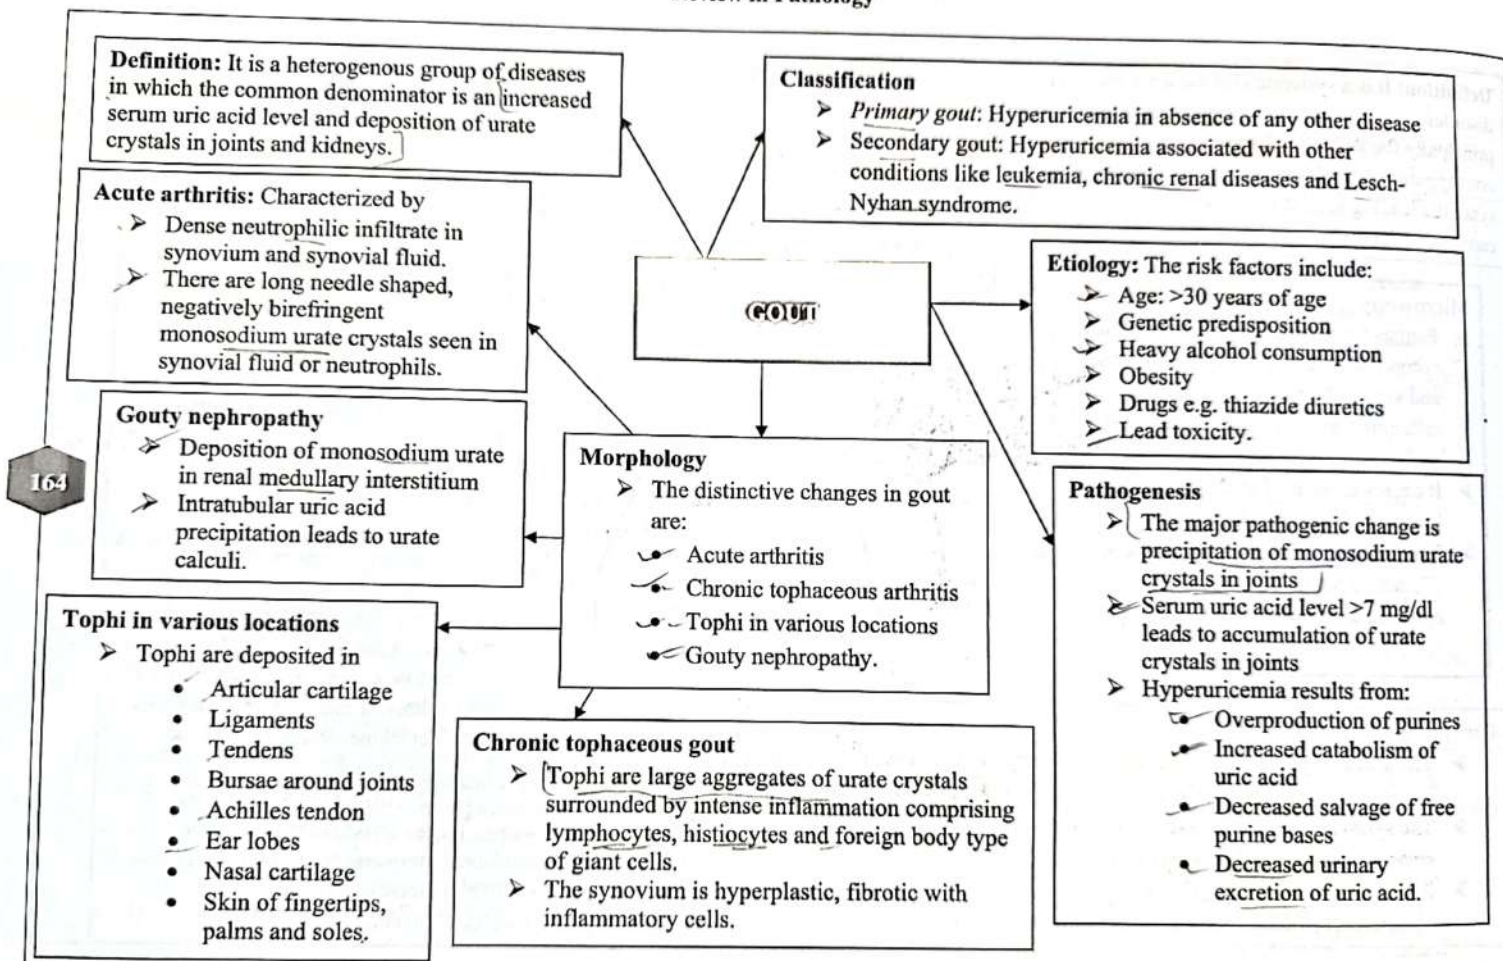 Definition: It is a heterogenous group of diseases
in which the common denominator is an increased
serum uric acid level and deposition of urate
crystals in joints and kidneys.
Classification
➤ Primary gout: Hyperuricemia in absence of any other disease
➤ Secondary gout: Hyperuricemia associated with other
conditions like leukemia, chronic renal diseases and Lesch-
Nyhan syndrome.
Acute arthritis: Characterized by
➤ Dense neutrophilic infiltrate in
synovium and synovial fluid.
➤ There are long needle shaped,
negatively birefringent
monosodium urate crystals seen in
synovial fluid or neutrophils.
GOUT
Etiology: The risk factors include:
➤ Age: >30 years of age
➤ Genetic predisposition
➤ Heavy alcohol consumption
➤ Obesity
➤ Drugs e.g. thiazide diuretics
➤ Lead toxicity.
Gouty nephropathy
➤ Deposition of monosodium urate
in renal medullary interstitium
➤ Intratubular uric acid
precipitation leads to urate
calculi.
164
Morphology
➤ The distinctive changes in gout
are:
• Acute arthritis
• Chronic tophaceous arthritis
• Tophi in various locations
• Gouty nephropathy.
Pathogenesis
➤ The major pathogenic change is
precipitation of monosodium urate
crystals in joints
➤ Serum uric acid level >7 mg/dl
leads to accumulation of urate
crystals in joints
➤ Hyperuricemia results from:
• Overproduction of purines
• Increased catabolism of
uric acid
• Decreased salvage of free
purine bases
• Decreased urinary
excretion of uric acid.
Tophi in various locations
➤ Tophi are deposited in
• Articular cartilage
• Ligaments
• Tendens
• Bursae around joints
• Achilles tendon
• Ear lobes
• Nasal cartilage
• Skin of fingertips,
palms and soles.
Chronic tophaceous gout
➤ Tophi are large aggregates of urate crystals
surrounded by intense inflammation comprising
lymphocytes, histiocytes and foreign body type
of giant cells.
➤ The synovium is hyperplastic, fibrotic with
inflammatory cells.